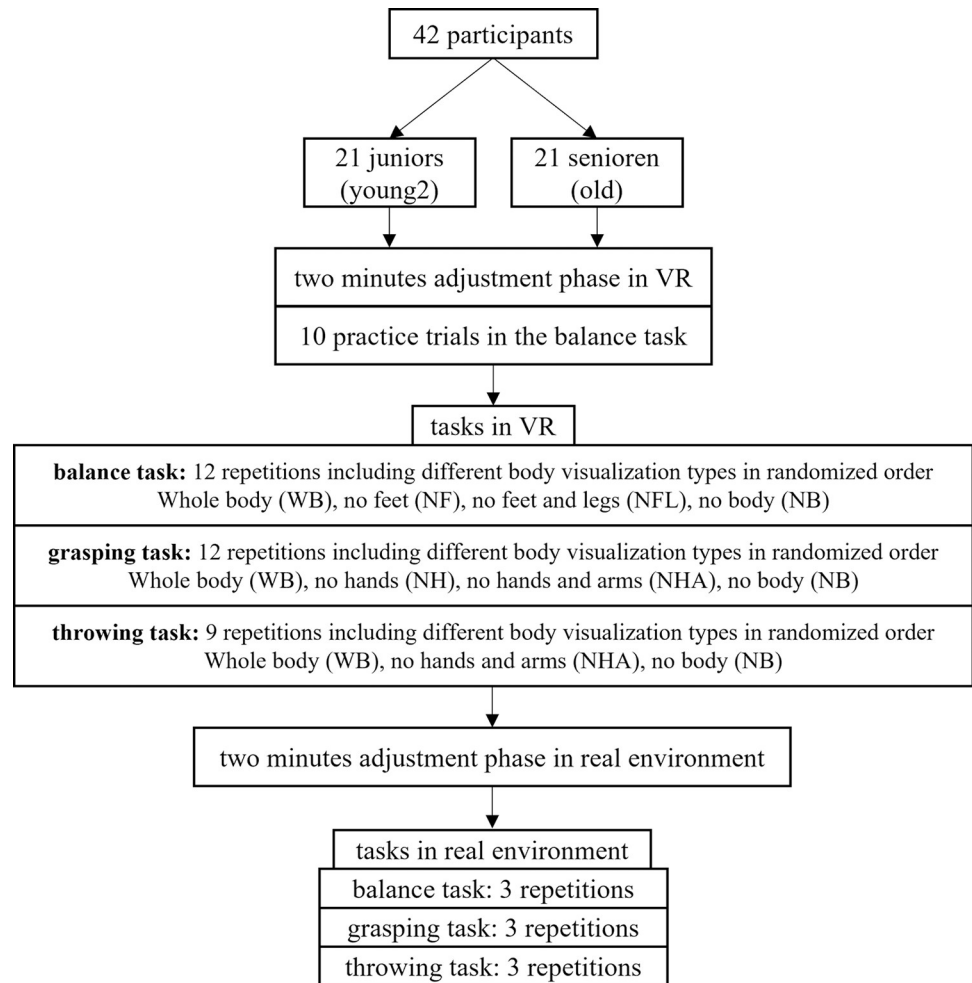 42 participants
21 juniors
(young2)
21 senioren
(old)
two minutes adjustment phase in VR
10 practice trials in the balance task
tasks in VR
balance task: 12 repetitions including different body visualization types in randomized order
Whole body (WB), no feet (NF), no feet and legs (NFL), no body (NB)
grasping task: 12 repetitions including different body visualization types in randomized order
Whole body (WB), no hands (NH), no hands and arms (NHA), no body (NB)
throwing task: 9 repetitions including different body visualization types in randomized order
Whole body (WB), no hands and arms (NHA), no body (NB)
two minutes adjustment phase in real environment
tasks in real environment
balance task: 3 repetitions
grasping task: 3 repetitions
throwing task: 3 repetitions